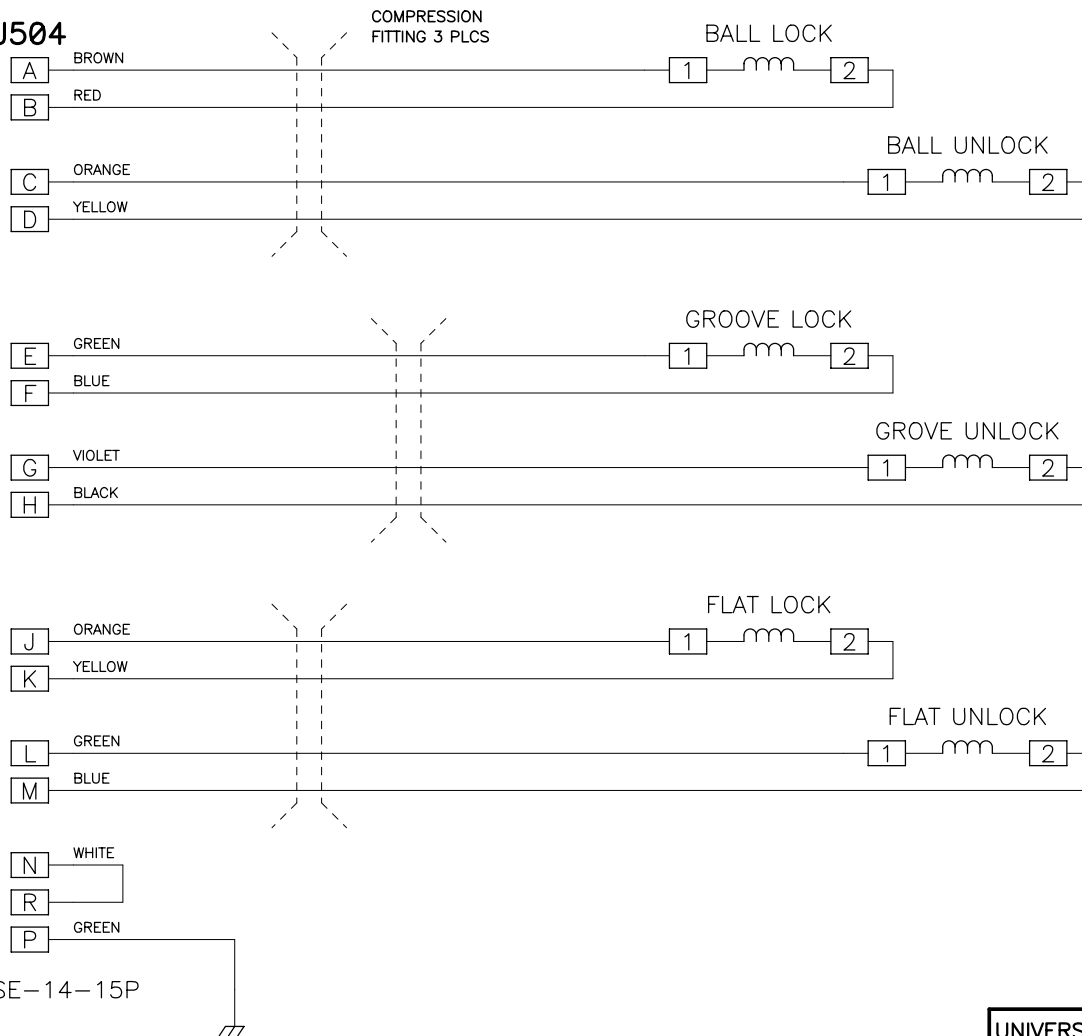 J504
COMPRESSION
FITTING 3 PLCS
BALL LOCK
A BROWN 1 2
B RED
BALL UNLOCK
C ORANGE 1 2
D YELLOW
GROOVE LOCK
E GREEN 1 2
F BLUE
GROVE UNLOCK
G VIOLET 1 2
H BLACK
FLAT LOCK
J ORANGE 1 2
K YELLOW
FLAT UNLOCK
L GREEN 1 2
M BLUE
N WHITE
R
P GREEN
SE-14-15P
UNIVERS